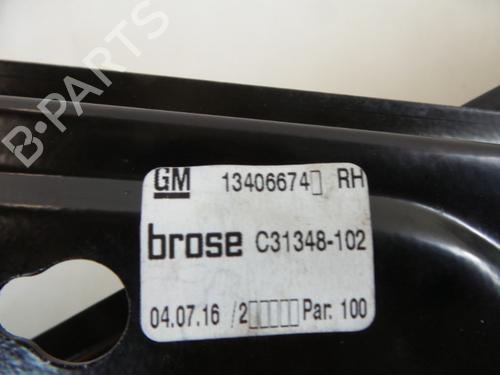 B-PARTS
GM 13406674□ RH
brose C31348-102
04.07.16 /2□□□□□ Par. 100